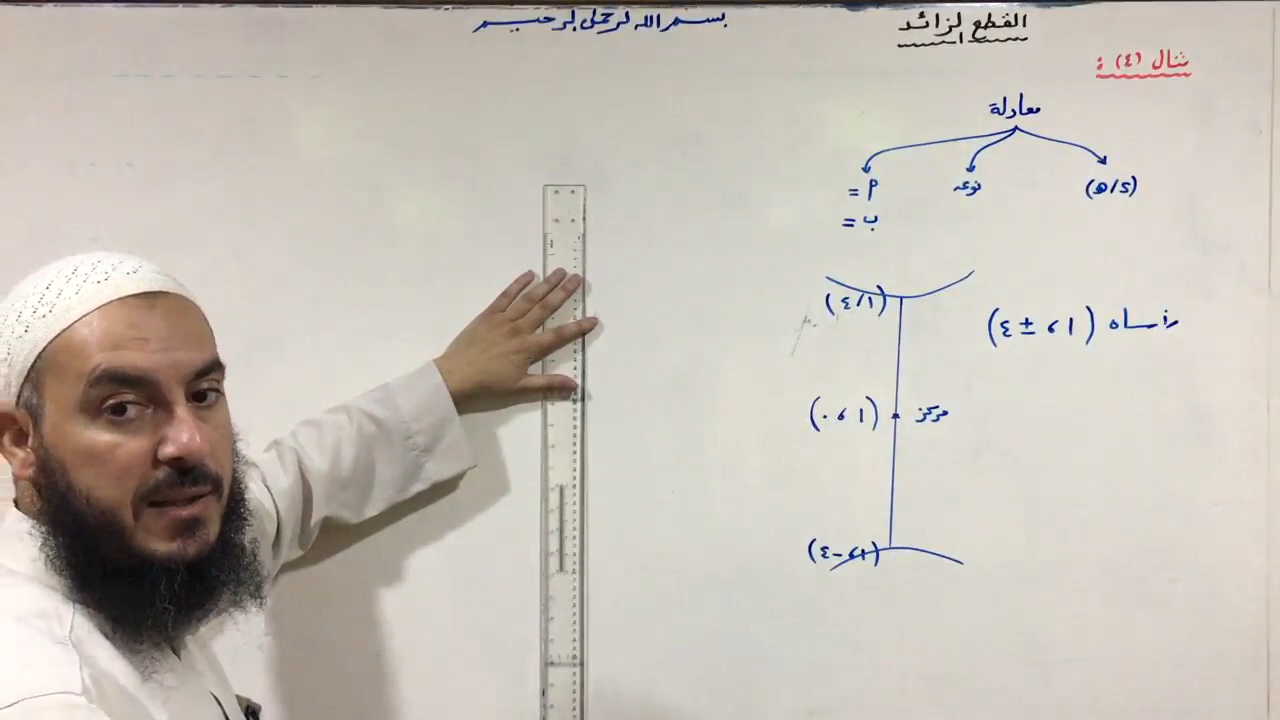 بسم الله الرحمن الرحيم
القطع الزائد
مثال (٤) :
معادلة
(د/هـ)
نوعه
م =
ب =
(٤/١)
رأساه (١، ± ٤)
(٠،١) مركز
(٤-،١)